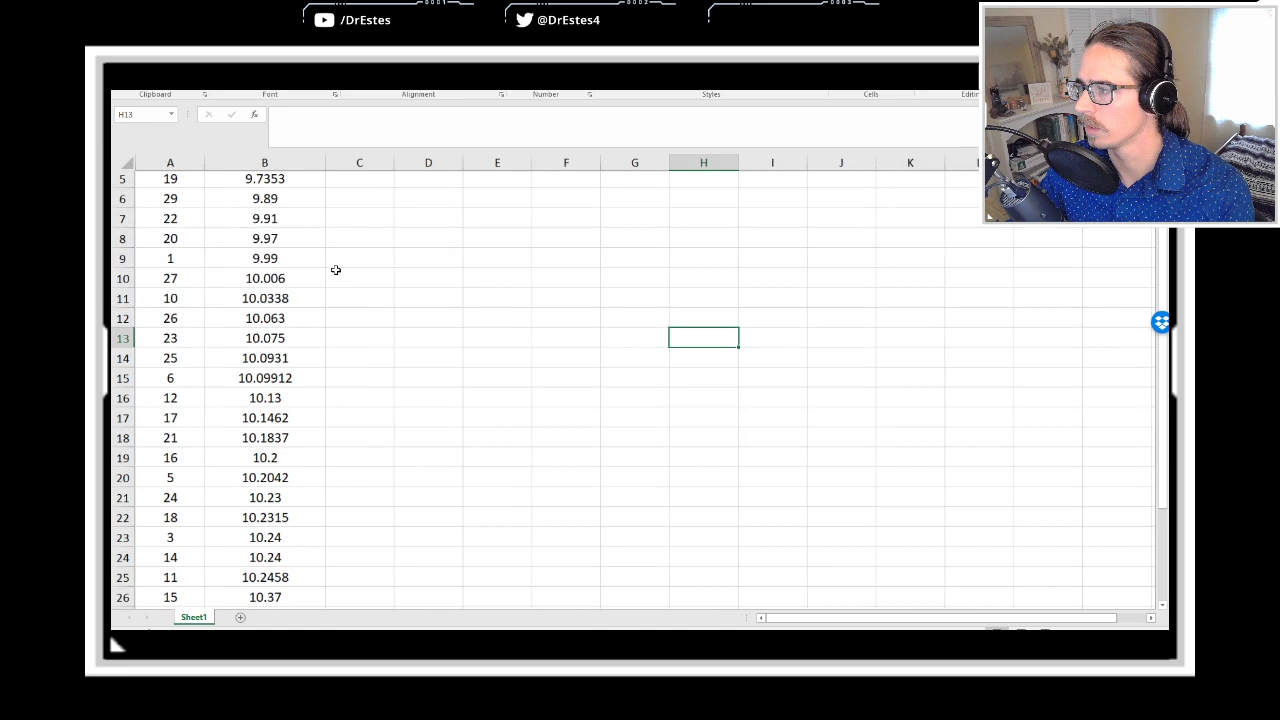 0001 0002 0003
/DrEstes @DrEstes4
Clipboard Font Alignment Number Styles Cells
H13 fx
A B C D E F G H I J K
5 19 9.7353
6 29 9.89
7 22 9.91
8 20 9.97
9 1 9.99
10 27 10.006
11 10 10.0338
12 26 10.063
13 23 10.075
14 25 10.0931
15 6 10.09912
16 12 10.13
17 17 10.1462
18 21 10.1837
19 16 10.2
20 5 10.2042
21 24 10.23
22 18 10.2315
23 3 10.24
24 14 10.24
25 11 10.2458
26 15 10.37
Sheet1